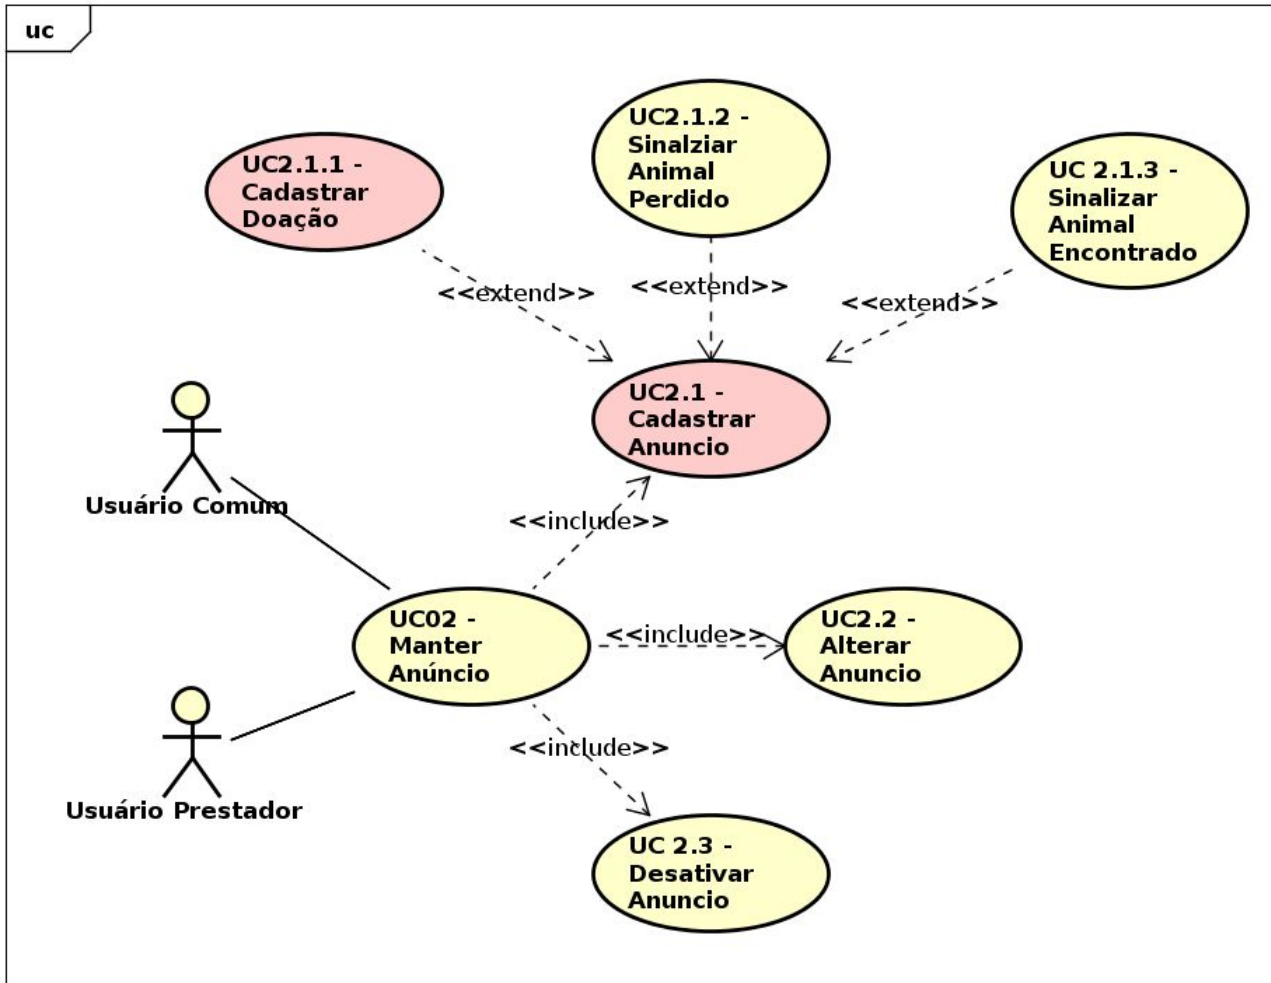 uc
UC2.1.1 -
Cadastrar
Doação
UC2.1.2 -
Sinalziar
Animal
Perdido
UC 2.1.3 -
Sinalizar
Animal
Encontrado
<<extend>>
<<extend>>
<<extend>>
UC2.1 -
Cadastrar
Anuncio
Usuário Comum
<<include>>
UC02 -
Manter
Anúncio
<<include>>
UC2.2 -
Alterar
Anuncio
Usuário Prestador
<<include>>
UC 2.3 -
Desativar
Anuncio